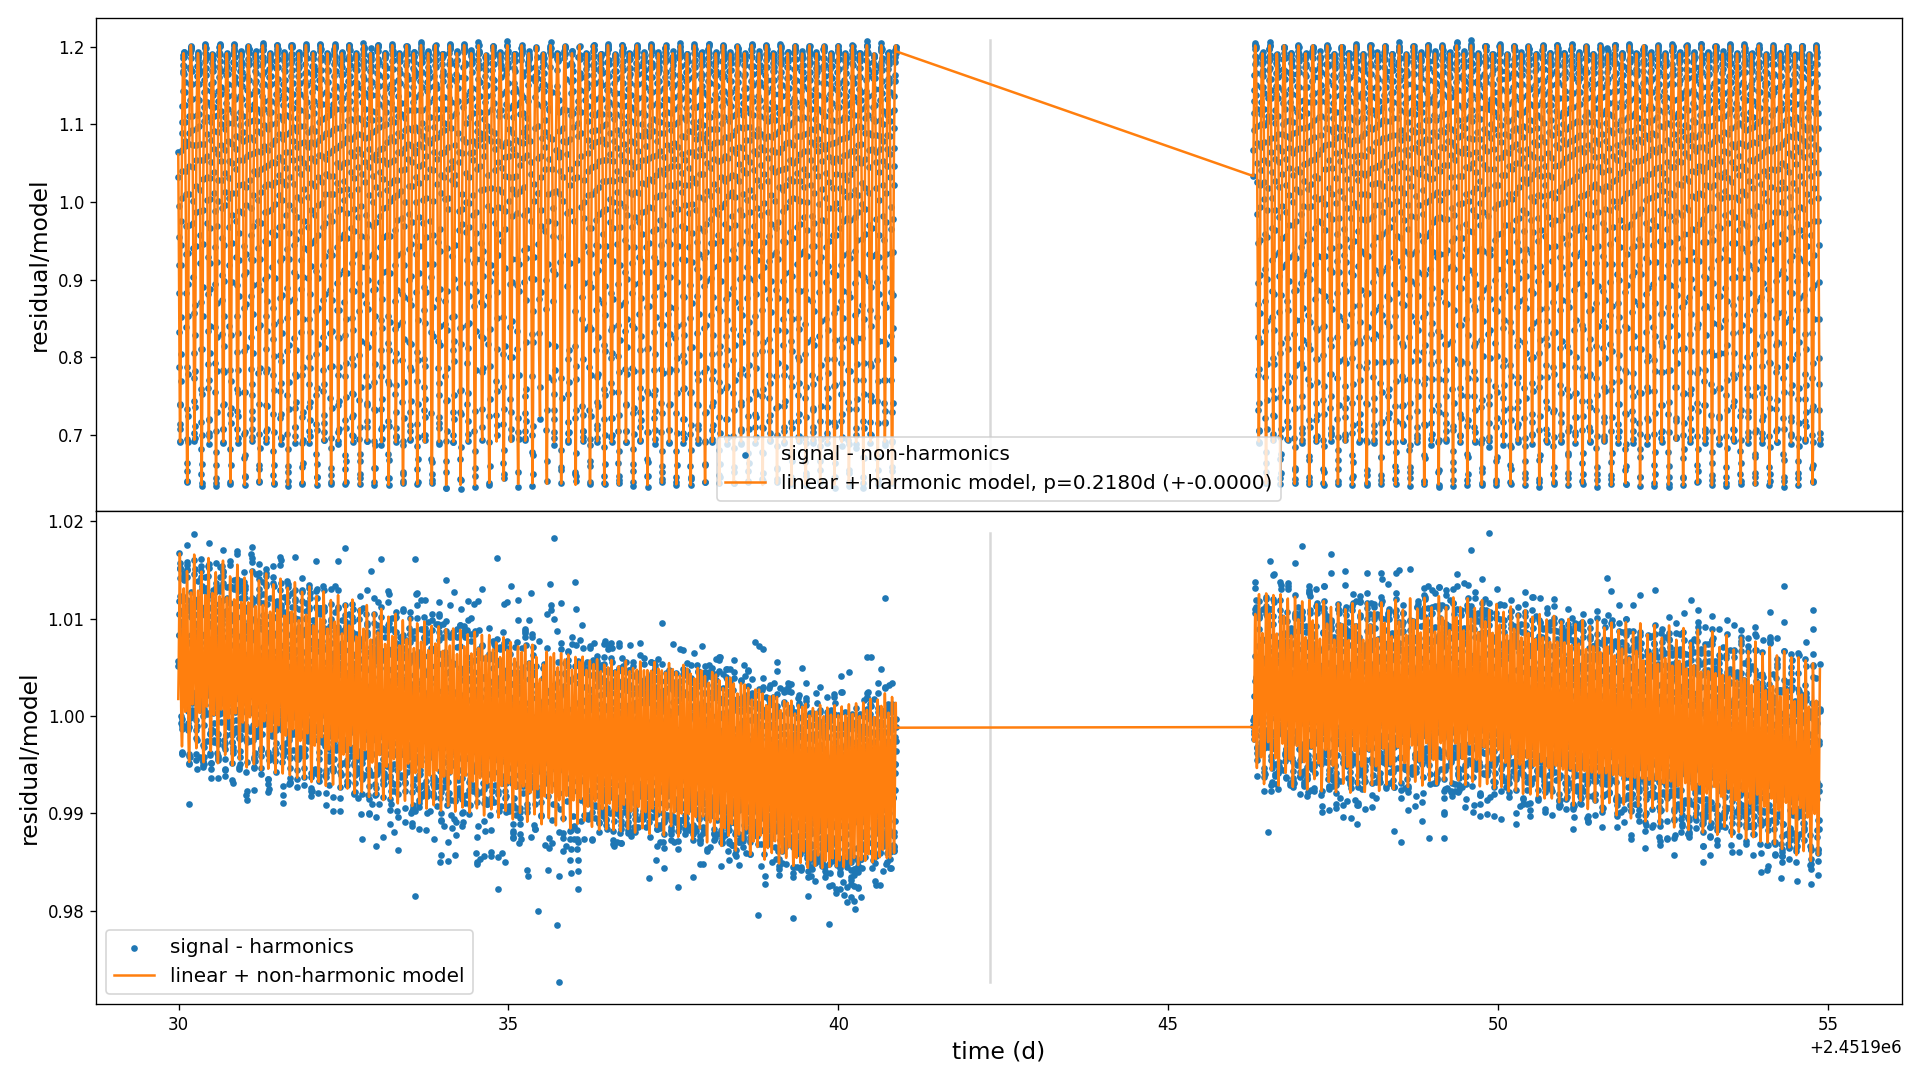 1.2
1.1
1.0
0.9
0.8
0.7
residual/model
signal - non-harmonics
linear + harmonic model, p=0.2180d (+-0.0000)
1.02
1.01
1.00
0.99
0.98
residual/model
signal - harmonics
linear + non-harmonic model
30 35 40 45 50 55
time (d)
+2.4519e6